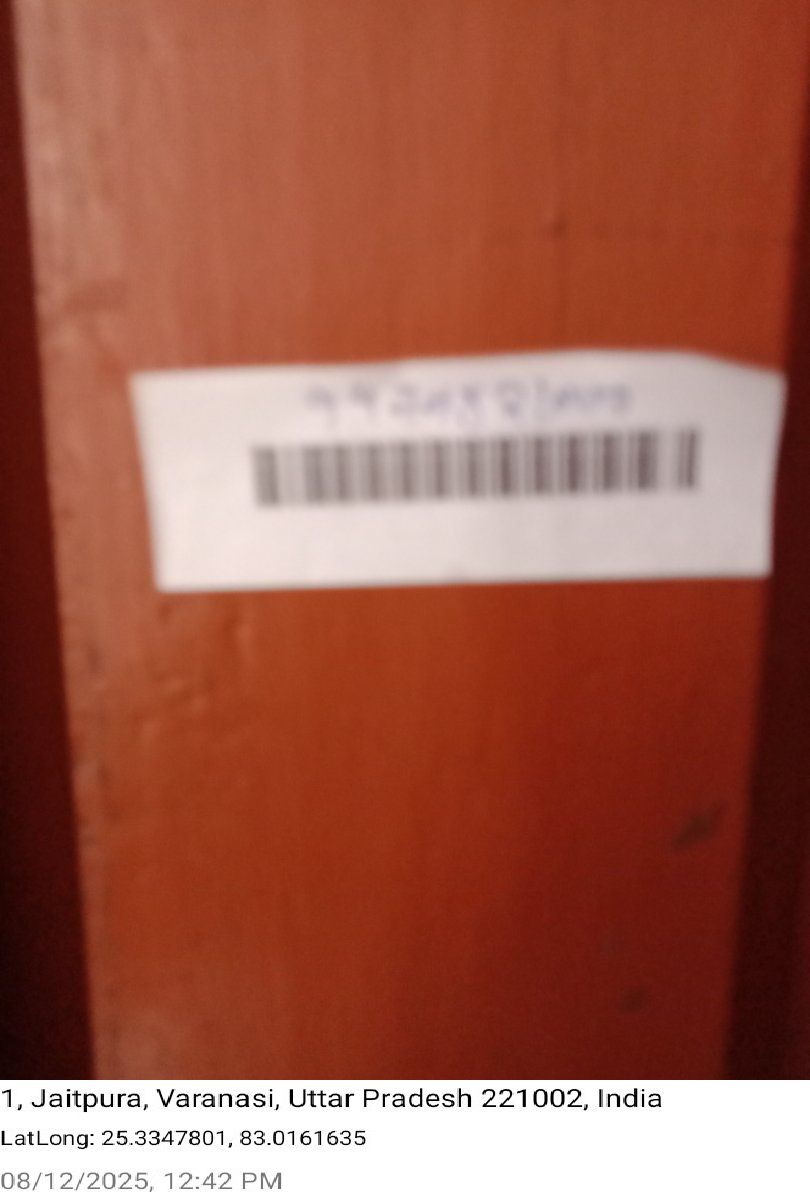 1, Jaitpura, Varanasi, Uttar Pradesh 221002, India
LatLong: 25.3347801, 83.0161635
08/12/2025, 12:42 PM